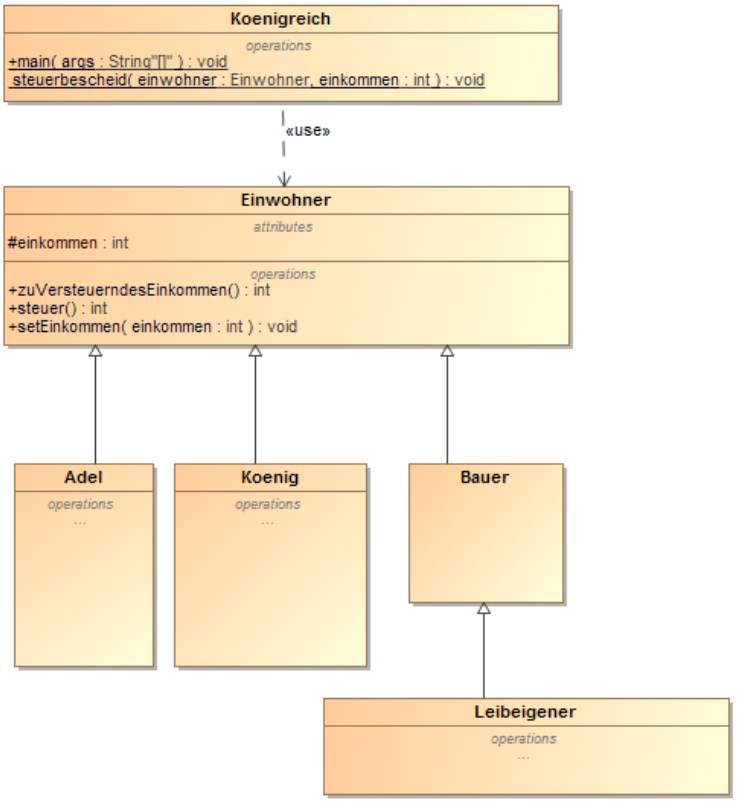 Koenigreich
operations
+main( args : String"[]" ) : void
steuerbescheid( einwohner : Einwohner, einkommen : int ) : void
«use»
Einwohner
attributes
#einkommen : int
operations
+zuVersteuerndesEinkommen() : int
+steuer() : int
+setEinkommen( einkommen : int ) : void
Adel
operations
...
Koenig
operations
...
Bauer
Leibeigener
operations
...